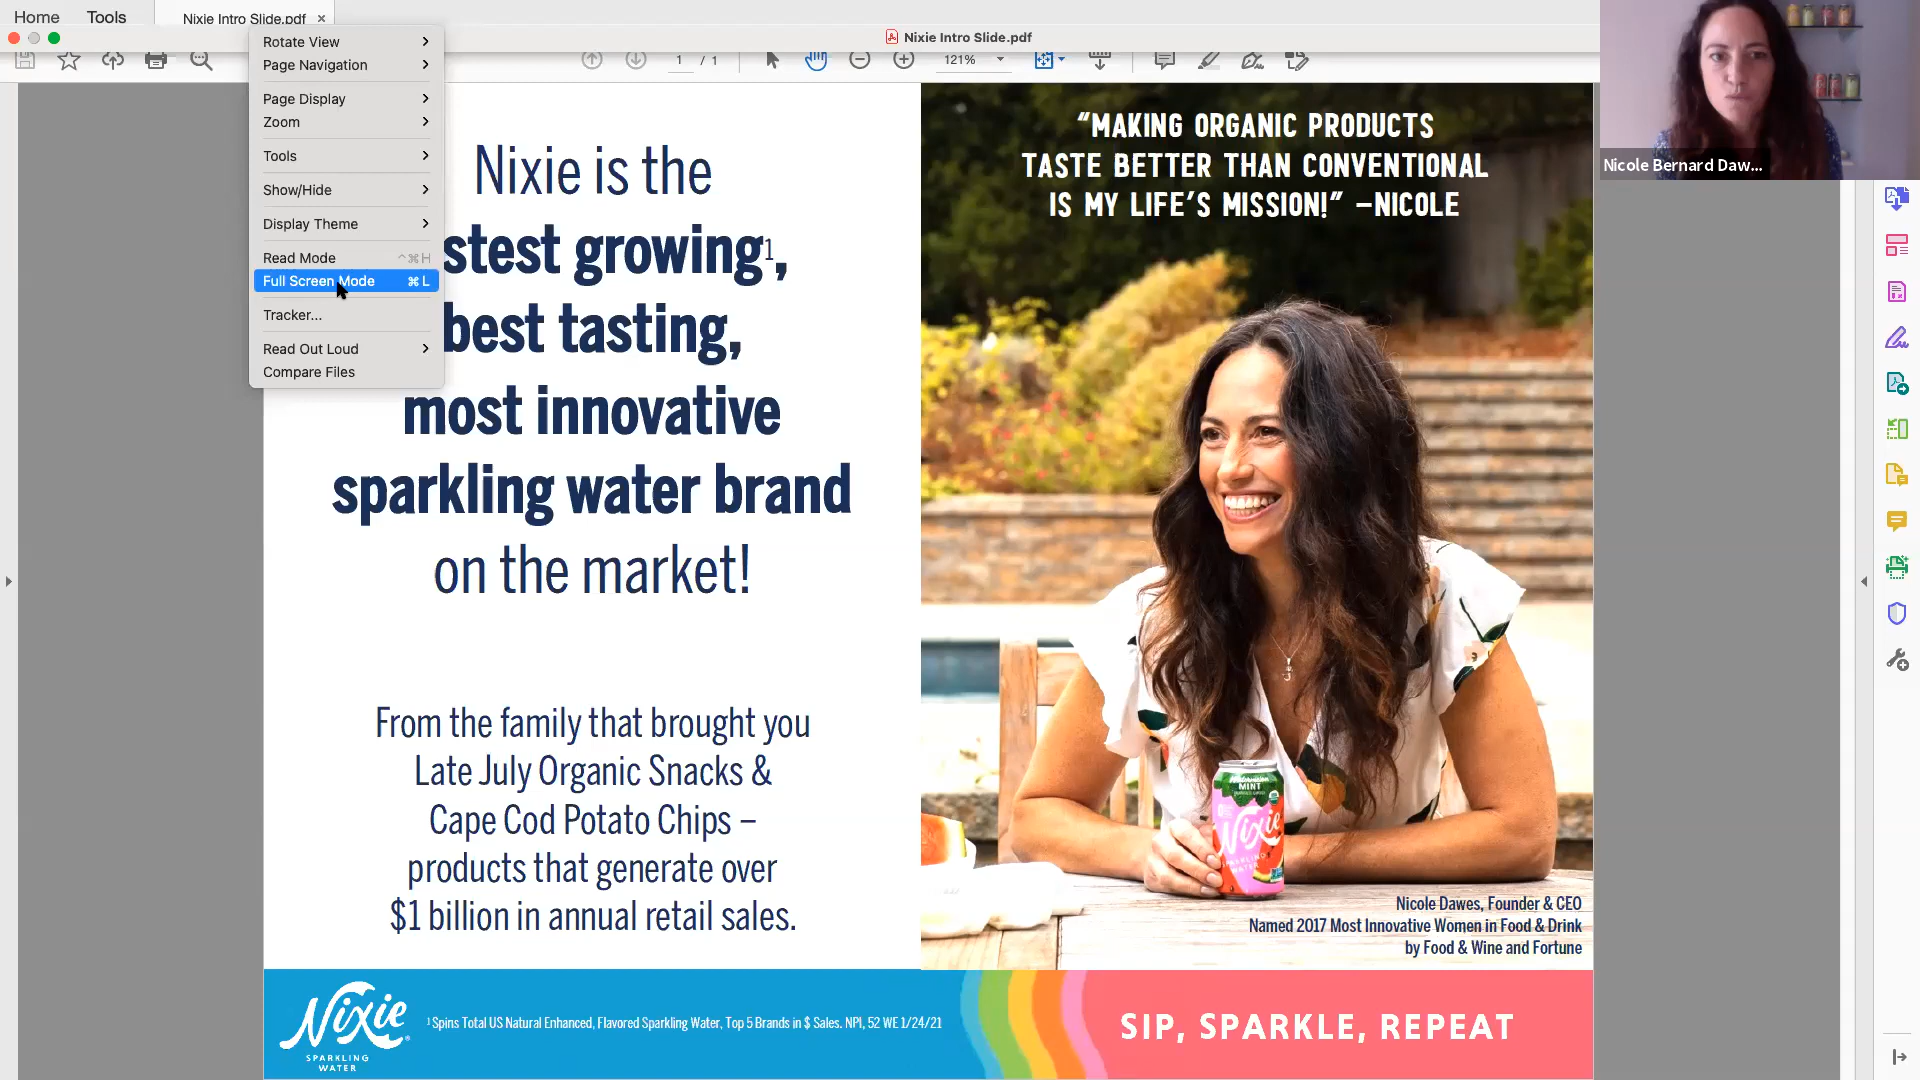 Home
Tools
Nixie Intro Slide.pdf ×
Nixie Intro Slide.pdf
1 / 1
121%
Rotate View
Page Navigation
Page Display
Zoom
Tools
Show/Hide
Display Theme
Read Mode ^⌘H
Full Screen Mode ⌘L
Tracker...
Read Out Loud
Compare Files
Nicole Bernard Daw...
Nixie is the
stest growing¹,
best tasting,
most innovative
sparkling water brand
on the market!
From the family that brought you
Late July Organic Snacks &
Cape Cod Potato Chips –
products that generate over
$1 billion in annual retail sales.
“MAKING ORGANIC PRODUCTS
TASTE BETTER THAN CONVENTIONAL
IS MY LIFE’S MISSION!” –NICOLE
MINT
Nixie
SPARKLING
WATER
Nicole Dawes, Founder & CEO
Named 2017 Most Innovative Women in Food & Drink
by Food & Wine and Fortune
Nixie®
SPARKLING
WATER
¹ Spins Total US Natural Enhanced, Flavored Sparkling Water, Top 5 Brands in $ Sales. NPI, 52 WE 1/24/21
SIP, SPARKLE, REPEAT